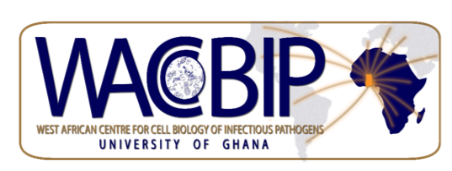 WACCBIP
WEST AFRICAN CENTRE FOR CELL BIOLOGY OF INFECTIOUS PATHOGENS
UNIVERSITY OF GHANA